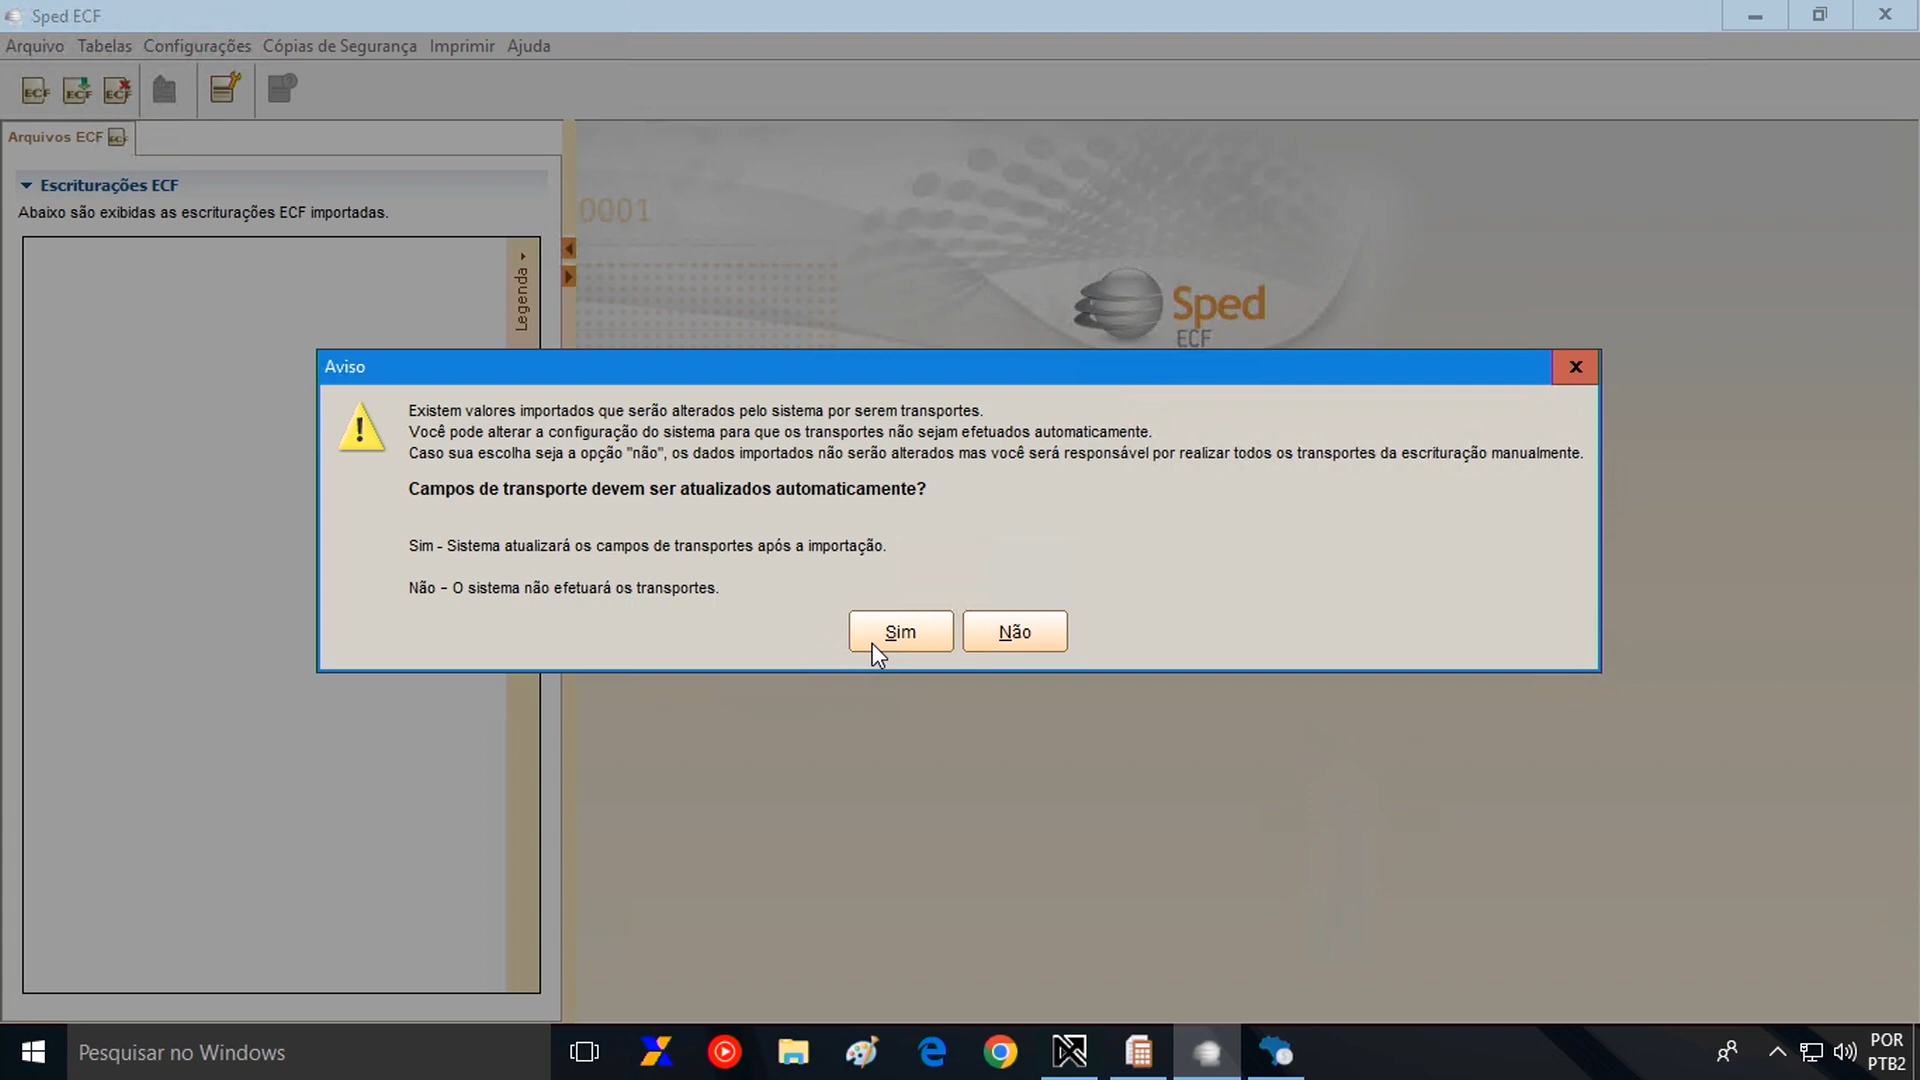 Sped ECF
Arquivo Tabelas Configurações Cópias de Segurança Imprimir Ajuda
ECF ECF ECF
Arquivos ECF
Escriturações ECF
Abaixo são exibidas as escriturações ECF importadas.
Legenda
0001
Sped
ECF
Aviso
Existem valores importados que serão alterados pelo sistema por serem transportes.
Você pode alterar a configuração do sistema para que os transportes não sejam efetuados automaticamente.
Caso sua escolha seja a opção "não", os dados importados não serão alterados mas você será responsável por realizar todos os transportes da escrituração manualmente.
Campos de transporte devem ser atualizados automaticamente?
Sim - Sistema atualizará os campos de transportes após a importação.
Não – O sistema não efetuará os transportes.
Sim Não
Pesquisar no Windows
POR
PTB2